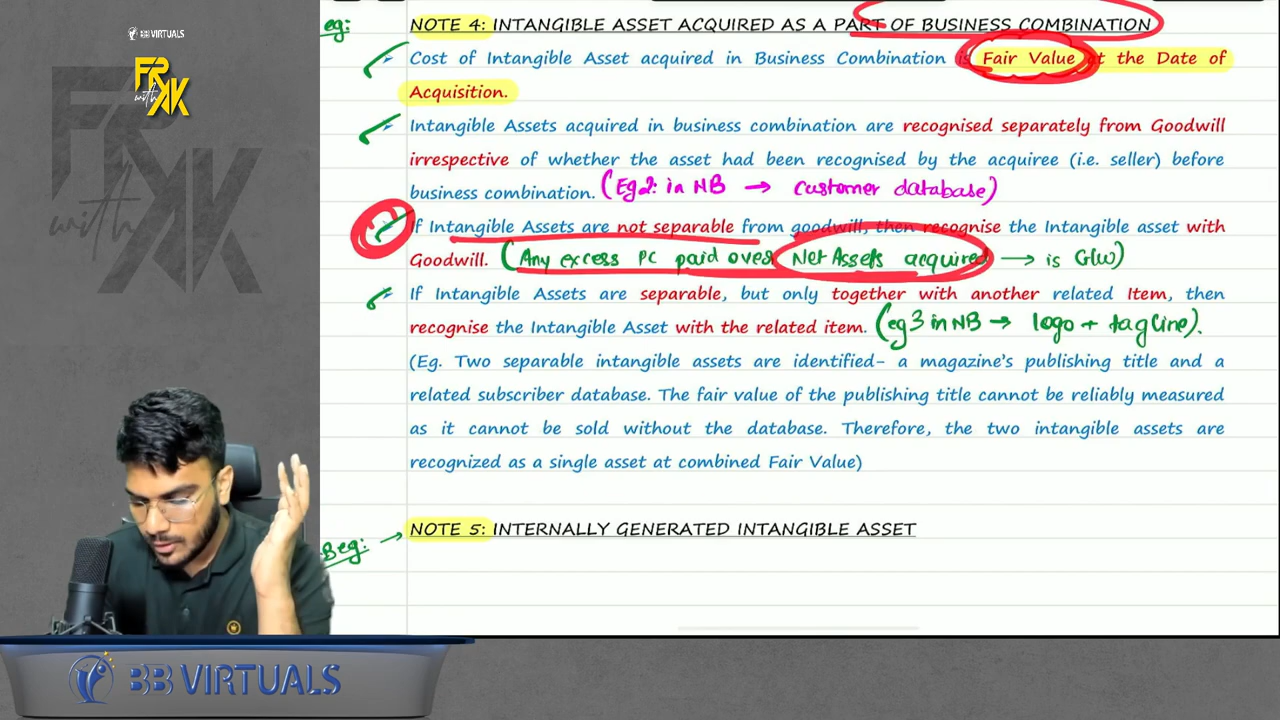 BB VIRTUALS
FR
with
AK
FR
with
AK
eg:
NOTE 4: INTANGIBLE ASSET ACQUIRED AS A PART OF BUSINESS COMBINATION
Cost of Intangible Asset acquired in Business Combination is Fair Value at the Date of
Acquisition.
Intangible Assets acquired in business combination are recognised separately from Goodwill
irrespective of whether the asset had been recognised by the acquiree (i.e. seller) before
business combination. (Eg2: in NB → customer database)
If Intangible Assets are not separable from goodwill, then recognise the Intangible asset with
Goodwill. (Any excess PC paid over Net Assets acquired → is G/w)
If Intangible Assets are separable, but only together with another related Item, then
recognise the Intangible Asset with the related item. (eg 3 in NB → logo + tagline).
(Eg. Two separable intangible assets are identified- a magazine's publishing title and a
related subscriber database. The fair value of the publishing title cannot be reliably measured
as it cannot be sold without the database. Therefore, the two intangible assets are
recognized as a single asset at combined Fair Value)
Beg: → NOTE 5: INTERNALLY GENERATED INTANGIBLE ASSET
BB VIRTUALS